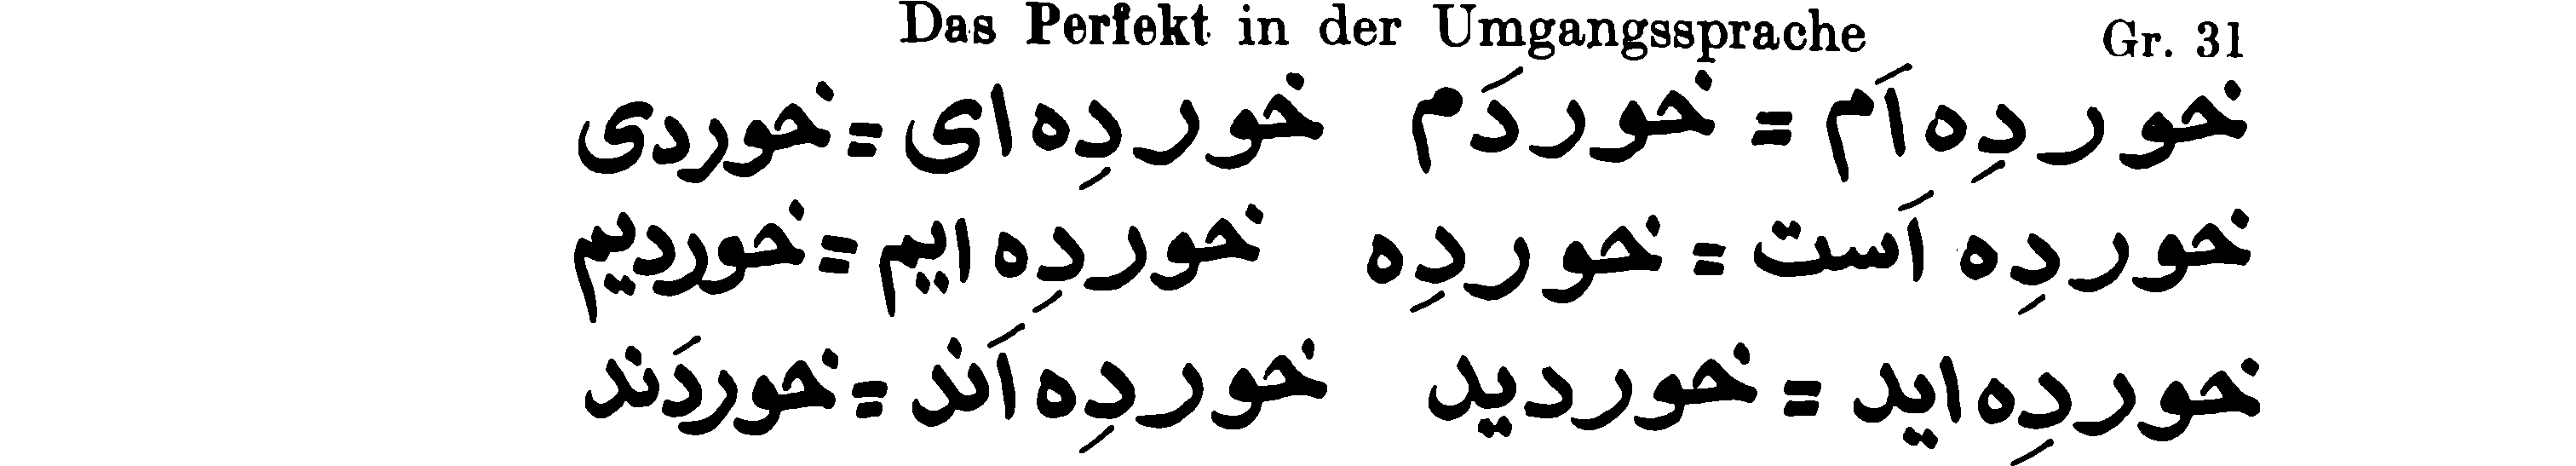 Das Perfekt in der Umgangssprache Gr. 31
خوردِه اَم = خوردَم خوردِه ای = خوردی
خوردِه اَست = خوردِه خوردِه ایم = خوردیم
خوردِه اید = خوردید خوردِه اَند = خوردَند